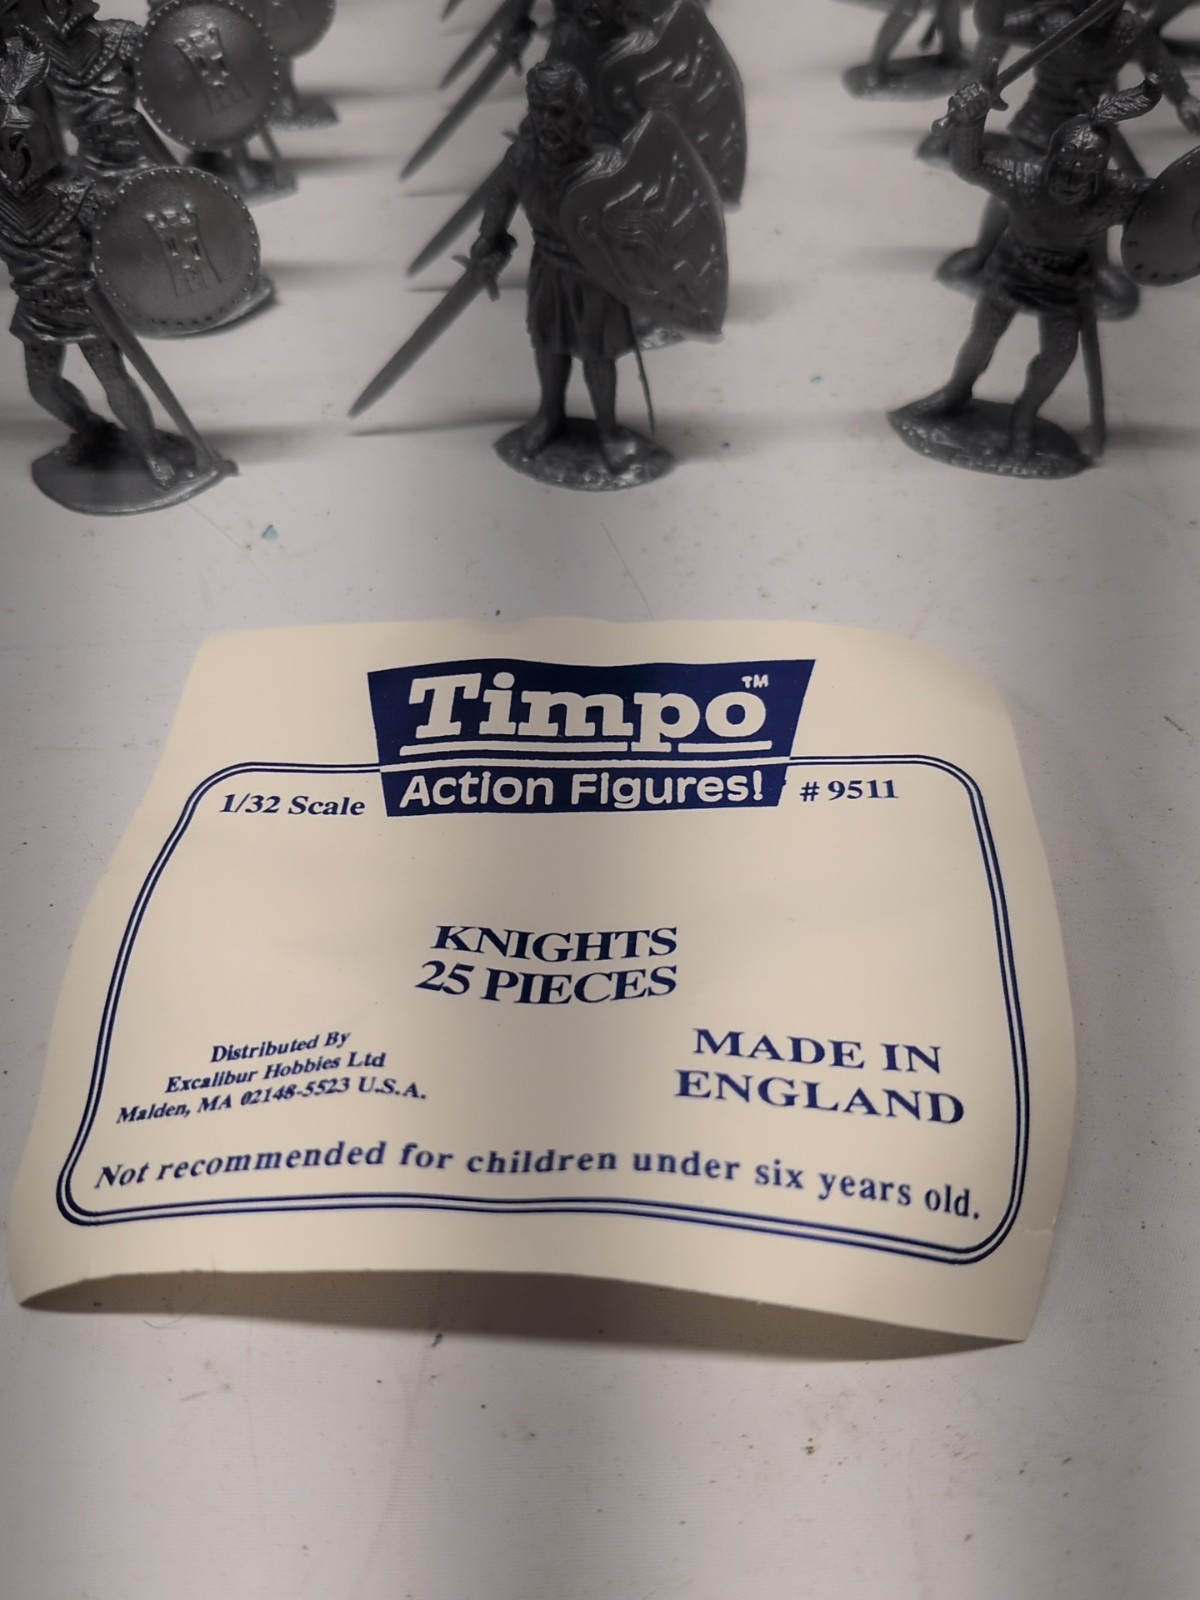 Timpo™
Action Figures!
1/32 Scale
# 9511
KNIGHTS
25 PIECES
Distributed By
Excalibur Hobbies Ltd
Malden, MA 02148-5523 U.S.A.
MADE IN
ENGLAND
Not recommended for children under six years old.